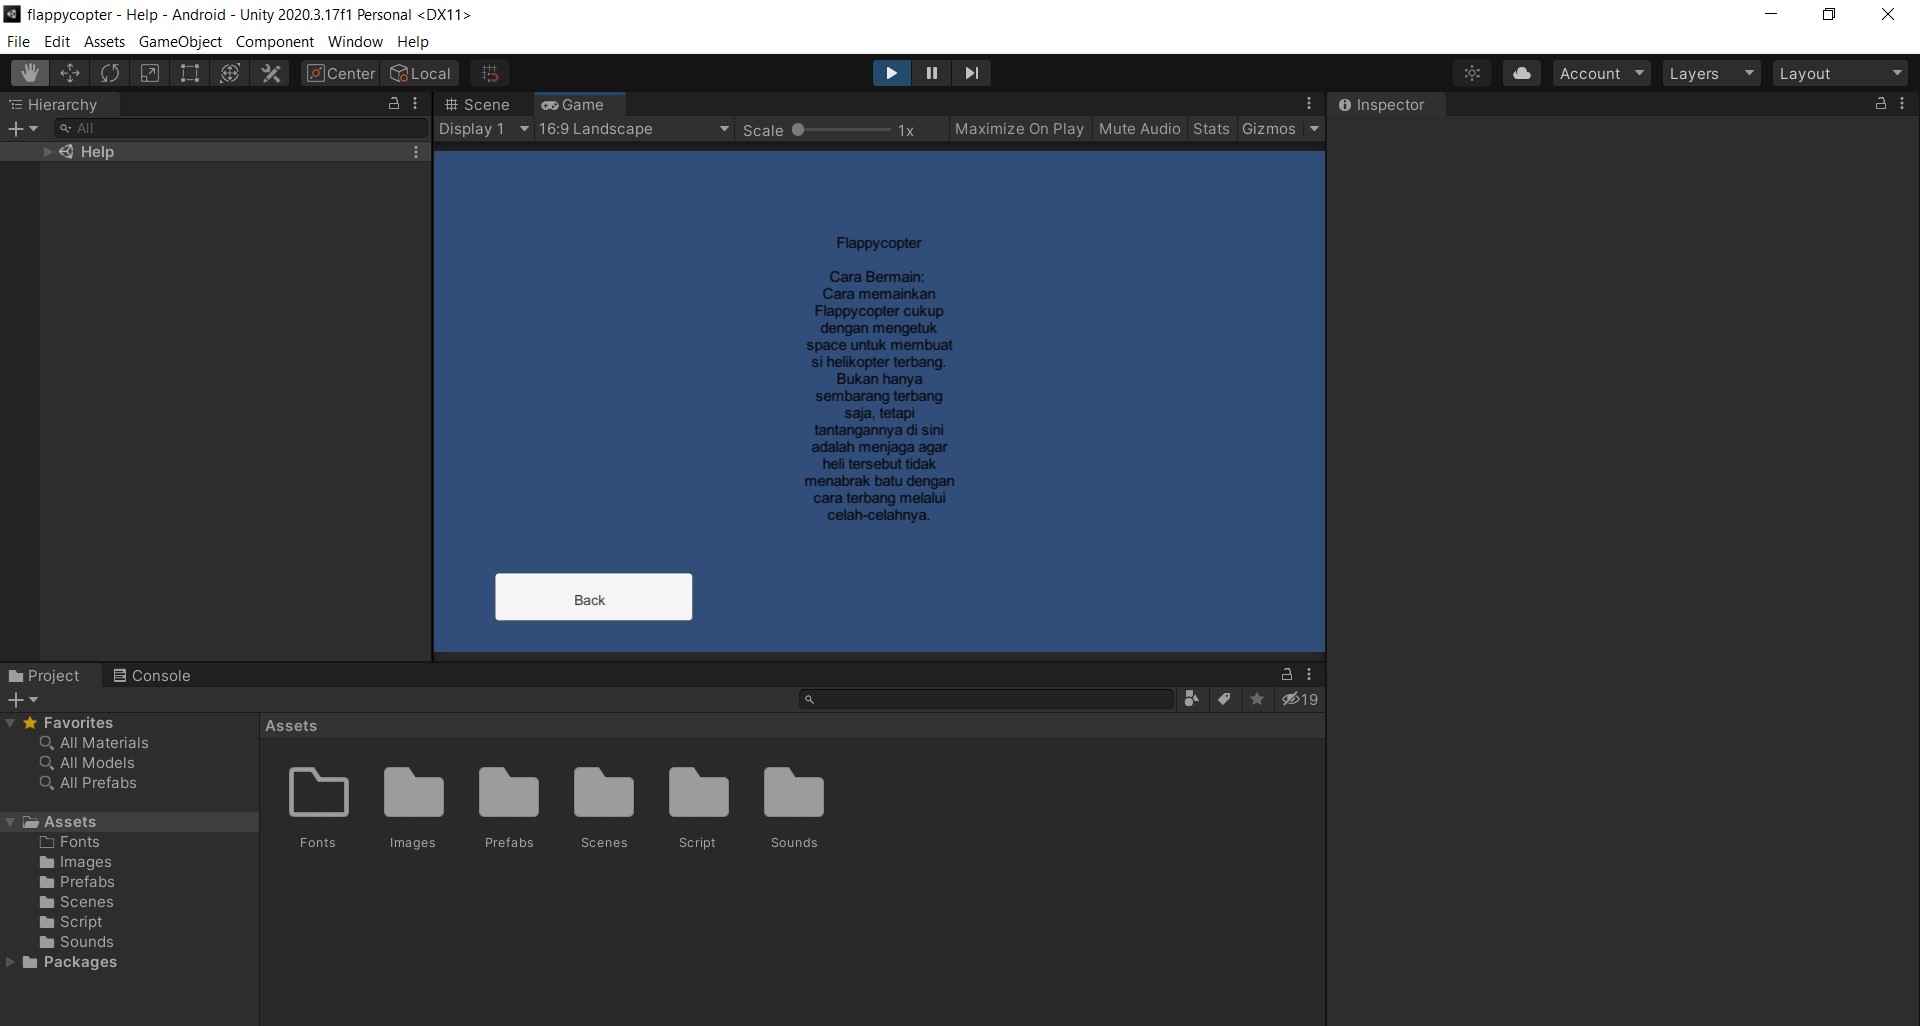 flappycopter - Help - Android - Unity 2020.3.17f1 Personal <DX11>
File Edit Assets GameObject Component Window Help
Center Local Account Layers Layout
Hierarchy
All
Help
Scene Game
Display 1 16:9 Landscape Scale 1x Maximize On Play Mute Audio Stats Gizmos
Inspector
Flappycopter
Cara Bermain:
Cara memainkan
Flappycopter cukup
dengan mengetuk
space untuk membuat
si helikopter terbang.
Bukan hanya
sembarang terbang
saja, tetapi
tantangannya di sini
adalah menjaga agar
heli tersebut tidak
menabrak batu dengan
cara terbang melalui
celah-celahnya.
Back
Project Console
19
Favorites
All Materials
All Models
All Prefabs
Assets
Fonts
Images
Prefabs
Scenes
Script
Sounds
Packages
Assets
Fonts Images Prefabs Scenes Script Sounds